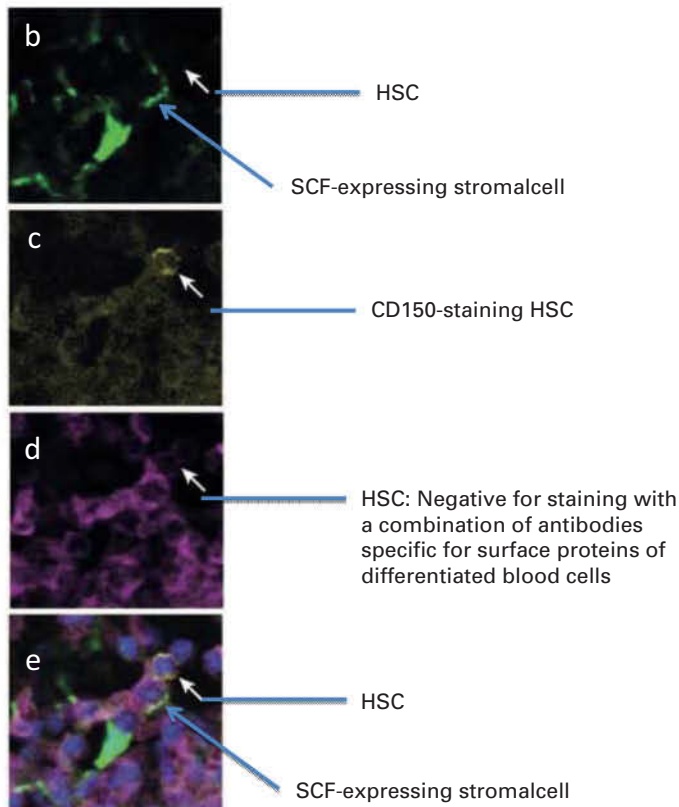 b
HSC
SCF-expressing stromalcell
c
CD150-staining HSC
d
HSC: Negative for staining with
a combination of antibodies
specific for surface proteins of
differentiated blood cells
e
HSC
SCF-expressing stromalcell